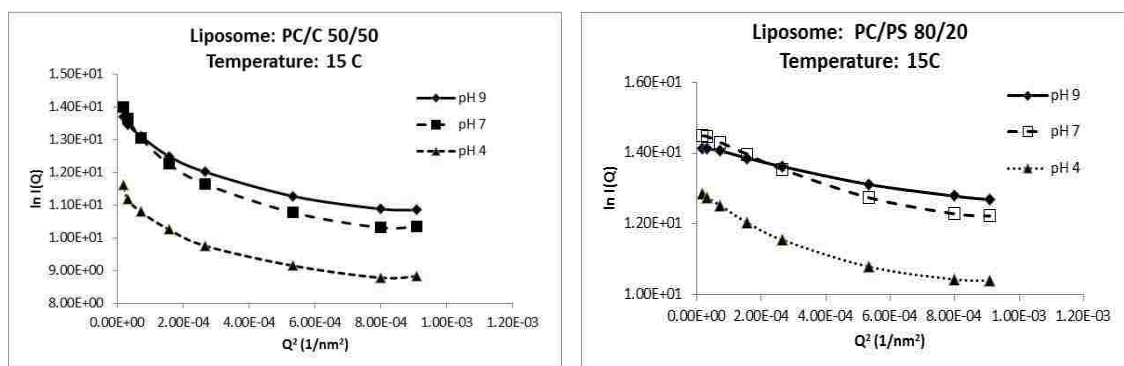 Liposome: PC/C 50/50
Temperature: 15 C
1.50E+01
1.40E+01
1.30E+01
1.20E+01
1.10E+01
1.00E+01
9.00E+00
8.00E+00
ln I(Q)
pH 9
pH 7
pH 4
0.00E+00 2.00E-04 4.00E-04 6.00E-04 8.00E-04 1.00E-03 1.20E-03
Q² (1/nm²)
Liposome: PC/PS 80/20
Temperature: 15C
1.60E+01
1.40E+01
1.20E+01
1.00E+01
ln I(Q)
pH 9
pH 7
pH 4
0.00E+00 2.00E-04 4.00E-04 6.00E-04 8.00E-04 1.00E-03 1.20E-03
Q² (1/nm²)